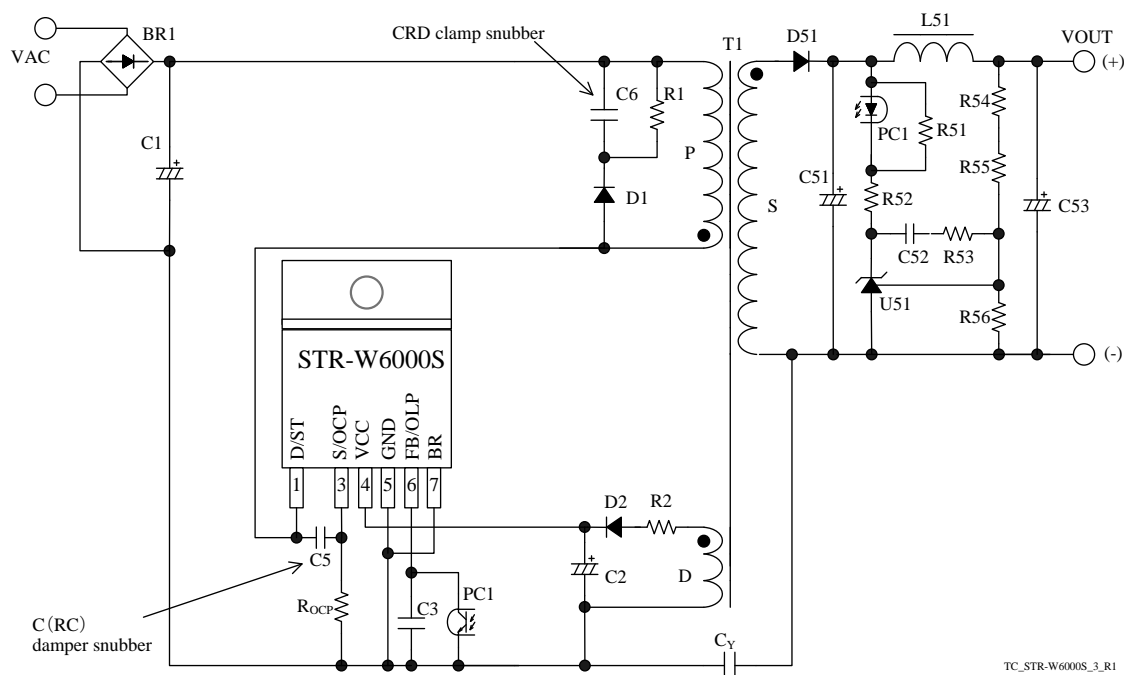 BR1
VAC
C1
CRD clamp snubber
C6
R1
P
D1
T1
S
D51
L51
VOUT
(+)
PC1
R51
R54
R55
C51
R52
C53
C52
R53
U51
R56
(-)
STR-W6000S
D/ST
S/OCP
VCC
GND
FB/OLP
BR
1
3
4
5
6
7
C5
D2
R2
C2
D
ROCP
C3
PC1
C(RC)
damper snubber
CY
TC_STR-W6000S_3_R1